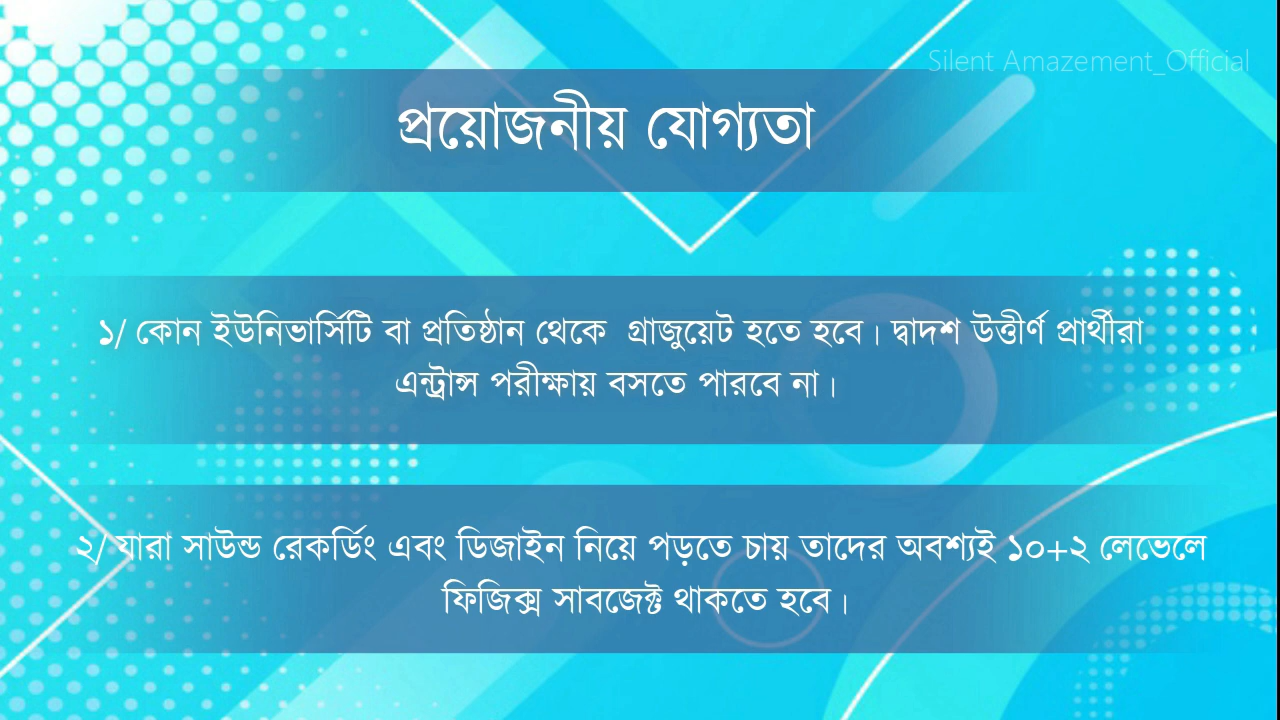 Silent Amazement_Official
প্রয়োজনীয় যোগ্যতা
১/ কোন ইউনিভার্সিটি বা প্রতিষ্ঠান থেকে গ্রাজুয়েট হতে হবে। দ্বাদশ উত্তীর্ণ প্রার্থীরা
এন্ট্রান্স পরীক্ষায় বসতে পারবে না।
২/ যারা সাউন্ড রেকর্ডিং এবং ডিজাইন নিয়ে পড়তে চায় তাদের অবশ্যই ১০+২ লেভেলে
ফিজিক্স সাবজেক্ট থাকতে হবে।